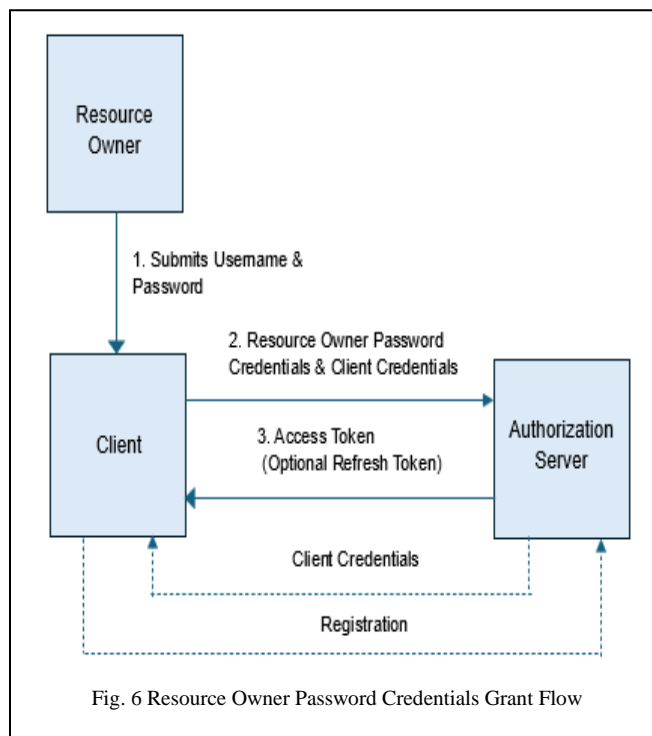 Resource
Owner
1. Submits Username &
Password
2. Resource Owner Password
Credentials & Client Credentials
Client
Authorization
Server
3. Access Token
(Optional Refresh Token)
Client Credentials
Registration
Fig. 6 Resource Owner Password Credentials Grant Flow